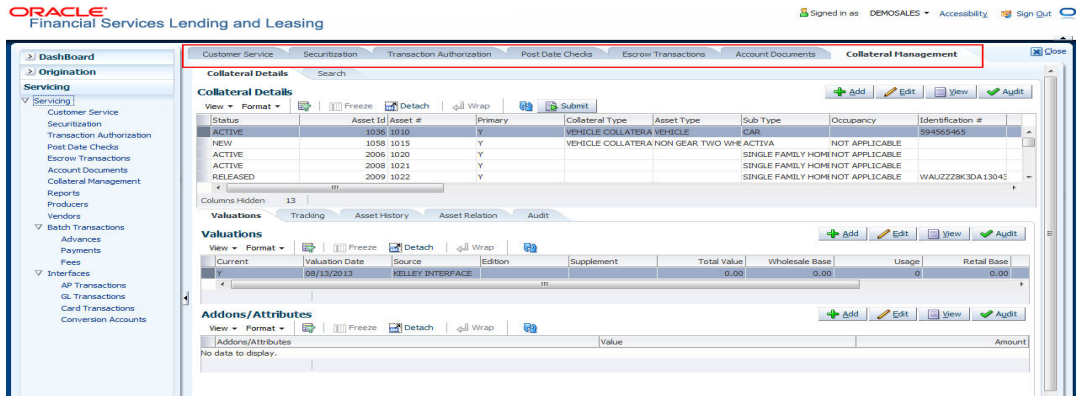 ORACLE
Financial Services Lending and Leasing
Signed in as DEMOSALES Accessibility Sign Out
DashBoard
Origination
Servicing
Servicing
Customer Service
Securitization
Transaction Authorization
Post Date Checks
Escrow Transactions
Account Documents
Collateral Management
Reports
Producers
Vendors
Batch Transactions
Advances
Payments
Fees
Interfaces
AP Transactions
GL Transactions
Card Transactions
Conversion Accounts
Customer Service Securitization Transaction Authorization Post Date Checks Escrow Transactions Account Documents Collateral Management Close
Collateral Details Search
Collateral Details Add Edit View Audit
View Format Freeze Detach Wrap Submit
Status Asset Id Asset # Primary Collateral Type Asset Type Sub Type Occupancy Identification #
ACTIVE 1036 1010 Y VEHICLE COLLATERA VEHICLE CAR 594565465
NEW 1058 1015 Y VEHICLE COLLATERA NON GEAR TWO WHE ACTIVA NOT APPLICABLE
ACTIVE 2006 1020 Y SINGLE FAMILY HOME NOT APPLICABLE
ACTIVE 2008 1021 Y SINGLE FAMILY HOME NOT APPLICABLE
RELEASED 2009 1022 Y SINGLE FAMILY HOME NOT APPLICABLE WAUZZZ8K3DA13043
Columns Hidden 13
Valuations Tracking Asset History Asset Relation Audit
Valuations Add Edit View Audit
View Format Freeze Detach Wrap
Current Valuation Date Source Edition Supplement Total Value Wholesale Base Usage Retail Base
Y 08/13/2013 KELLEY INTERFACE 0.00 0.00 0 0.00
Addons/Attributes Add Edit View Audit
View Format Freeze Detach Wrap
Addons/Attributes Value Amount
No data to display.